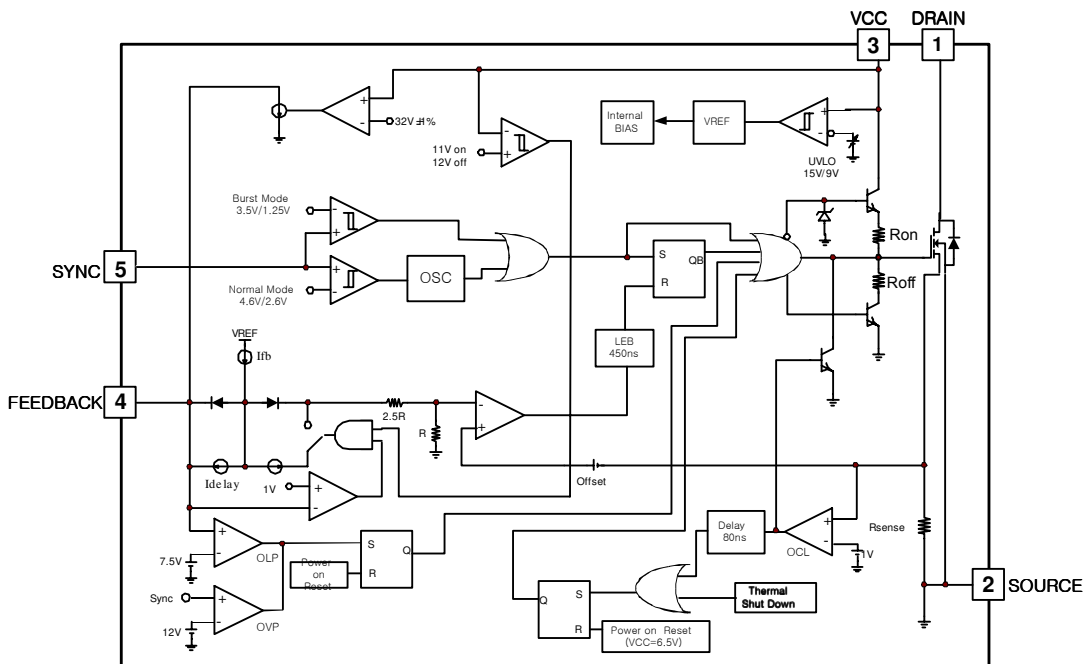 VCC DRAIN
3 1
32V ±1%
Internal
BIAS
VREF
11V on
12V off
UVLO
15V/9V
Burst Mode
3.5V/1.25V
Ron
SYNC 5
OSC
S
QB
R
Roff
Normal Mode
4.6V/2.6V
LEB
450ns
VREF
Ifb
FEEDBACK 4
2.5R
R
Idelay
1V
Offset
Delay
80ns
OCL
1V
Rsense
7.5V
OLP
Power
on
Reset
S
Q
R
Sync
12V
OVP
Q
S
R
Thermal
Shut Down
Power on Reset
(VCC=6.5V)
2 SOURCE
+
-
+
-
+
-
+
-
+
-
+
-
+
-
+
-
+
-
+
-